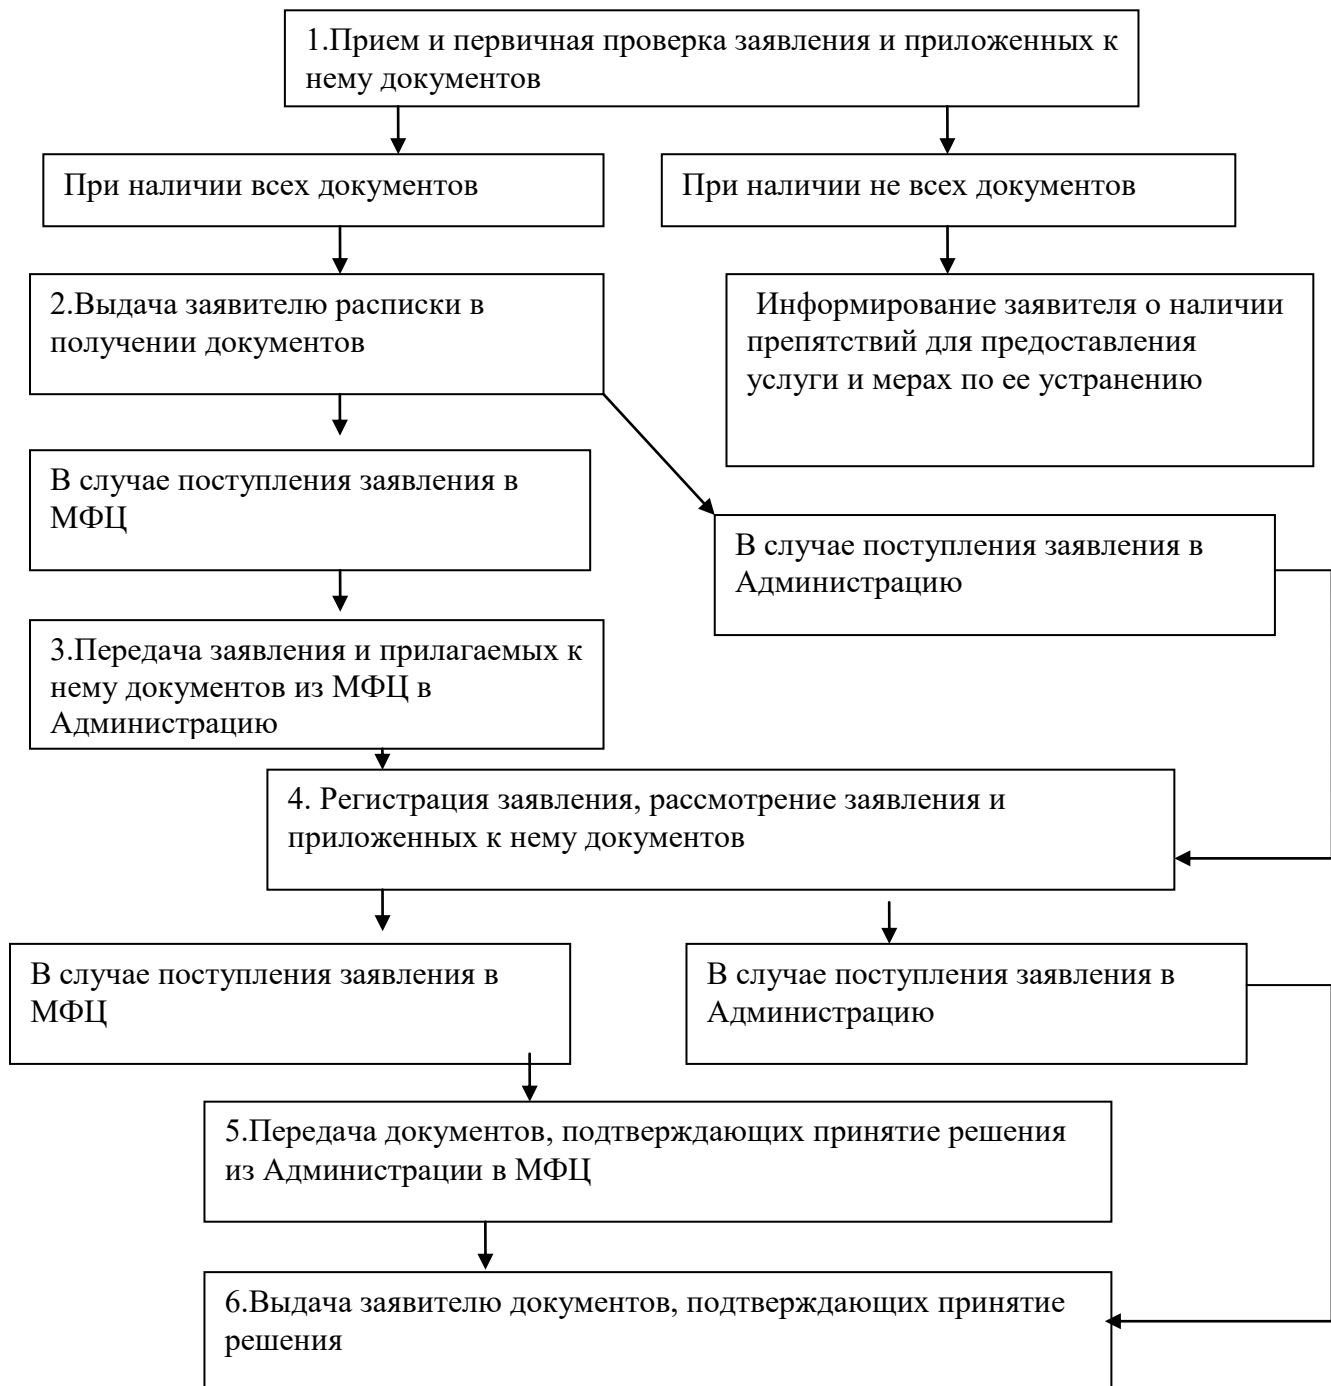 1.Прием и первичная проверка заявления и приложенных к
нему документов
При наличии всех документов
При наличии не всех документов
2.Выдача заявителю расписки в
получении документов
Информирование заявителя о наличии
препятствий для предоставления
услуги и мерах по ее устранению
В случае поступления заявления в
МФЦ
В случае поступления заявления в
Администрацию
3.Передача заявления и прилагаемых к
нему документов из МФЦ в
Администрацию
4. Регистрация заявления, рассмотрение заявления и
приложенных к нему документов
В случае поступления заявления в
МФЦ
В случае поступления заявления в
Администрацию
5.Передача документов, подтверждающих принятие решения
из Администрации в МФЦ
6.Выдача заявителю документов, подтверждающих принятие
решения